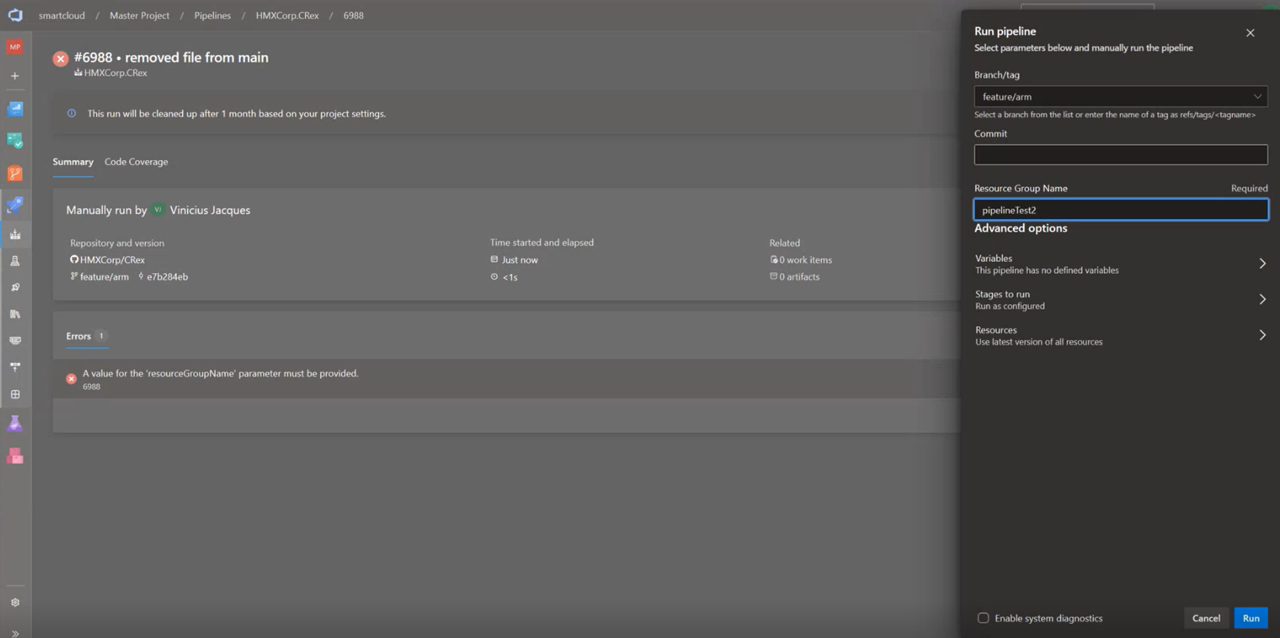 smartcloud / Master Project / Pipelines / HMXCorp.CRex / 6988
MP
#6988 • removed file from main
HMXCorp.CRex
This run will be cleaned up after 1 month based on your project settings.
Summary Code Coverage
Manually run by VJ Vinicius Jacques
Repository and version
HMXCorp/CRex
feature/arm e7b284eb
Time started and elapsed
Just now
<1s
Related
0 work items
0 artifacts
Errors 1
A value for the 'resourceGroupName' parameter must be provided.
6988
Run pipeline
Select parameters below and manually run the pipeline
Branch/tag
feature/arm
Select a branch from the list or enter the name of a tag as refs/tags/<tagname>
Commit
Resource Group Name Required
pipelineTest2
Advanced options
Variables
This pipeline has no defined variables
Stages to run
Run as configured
Resources
Use latest version of all resources
Enable system diagnostics
Cancel
Run